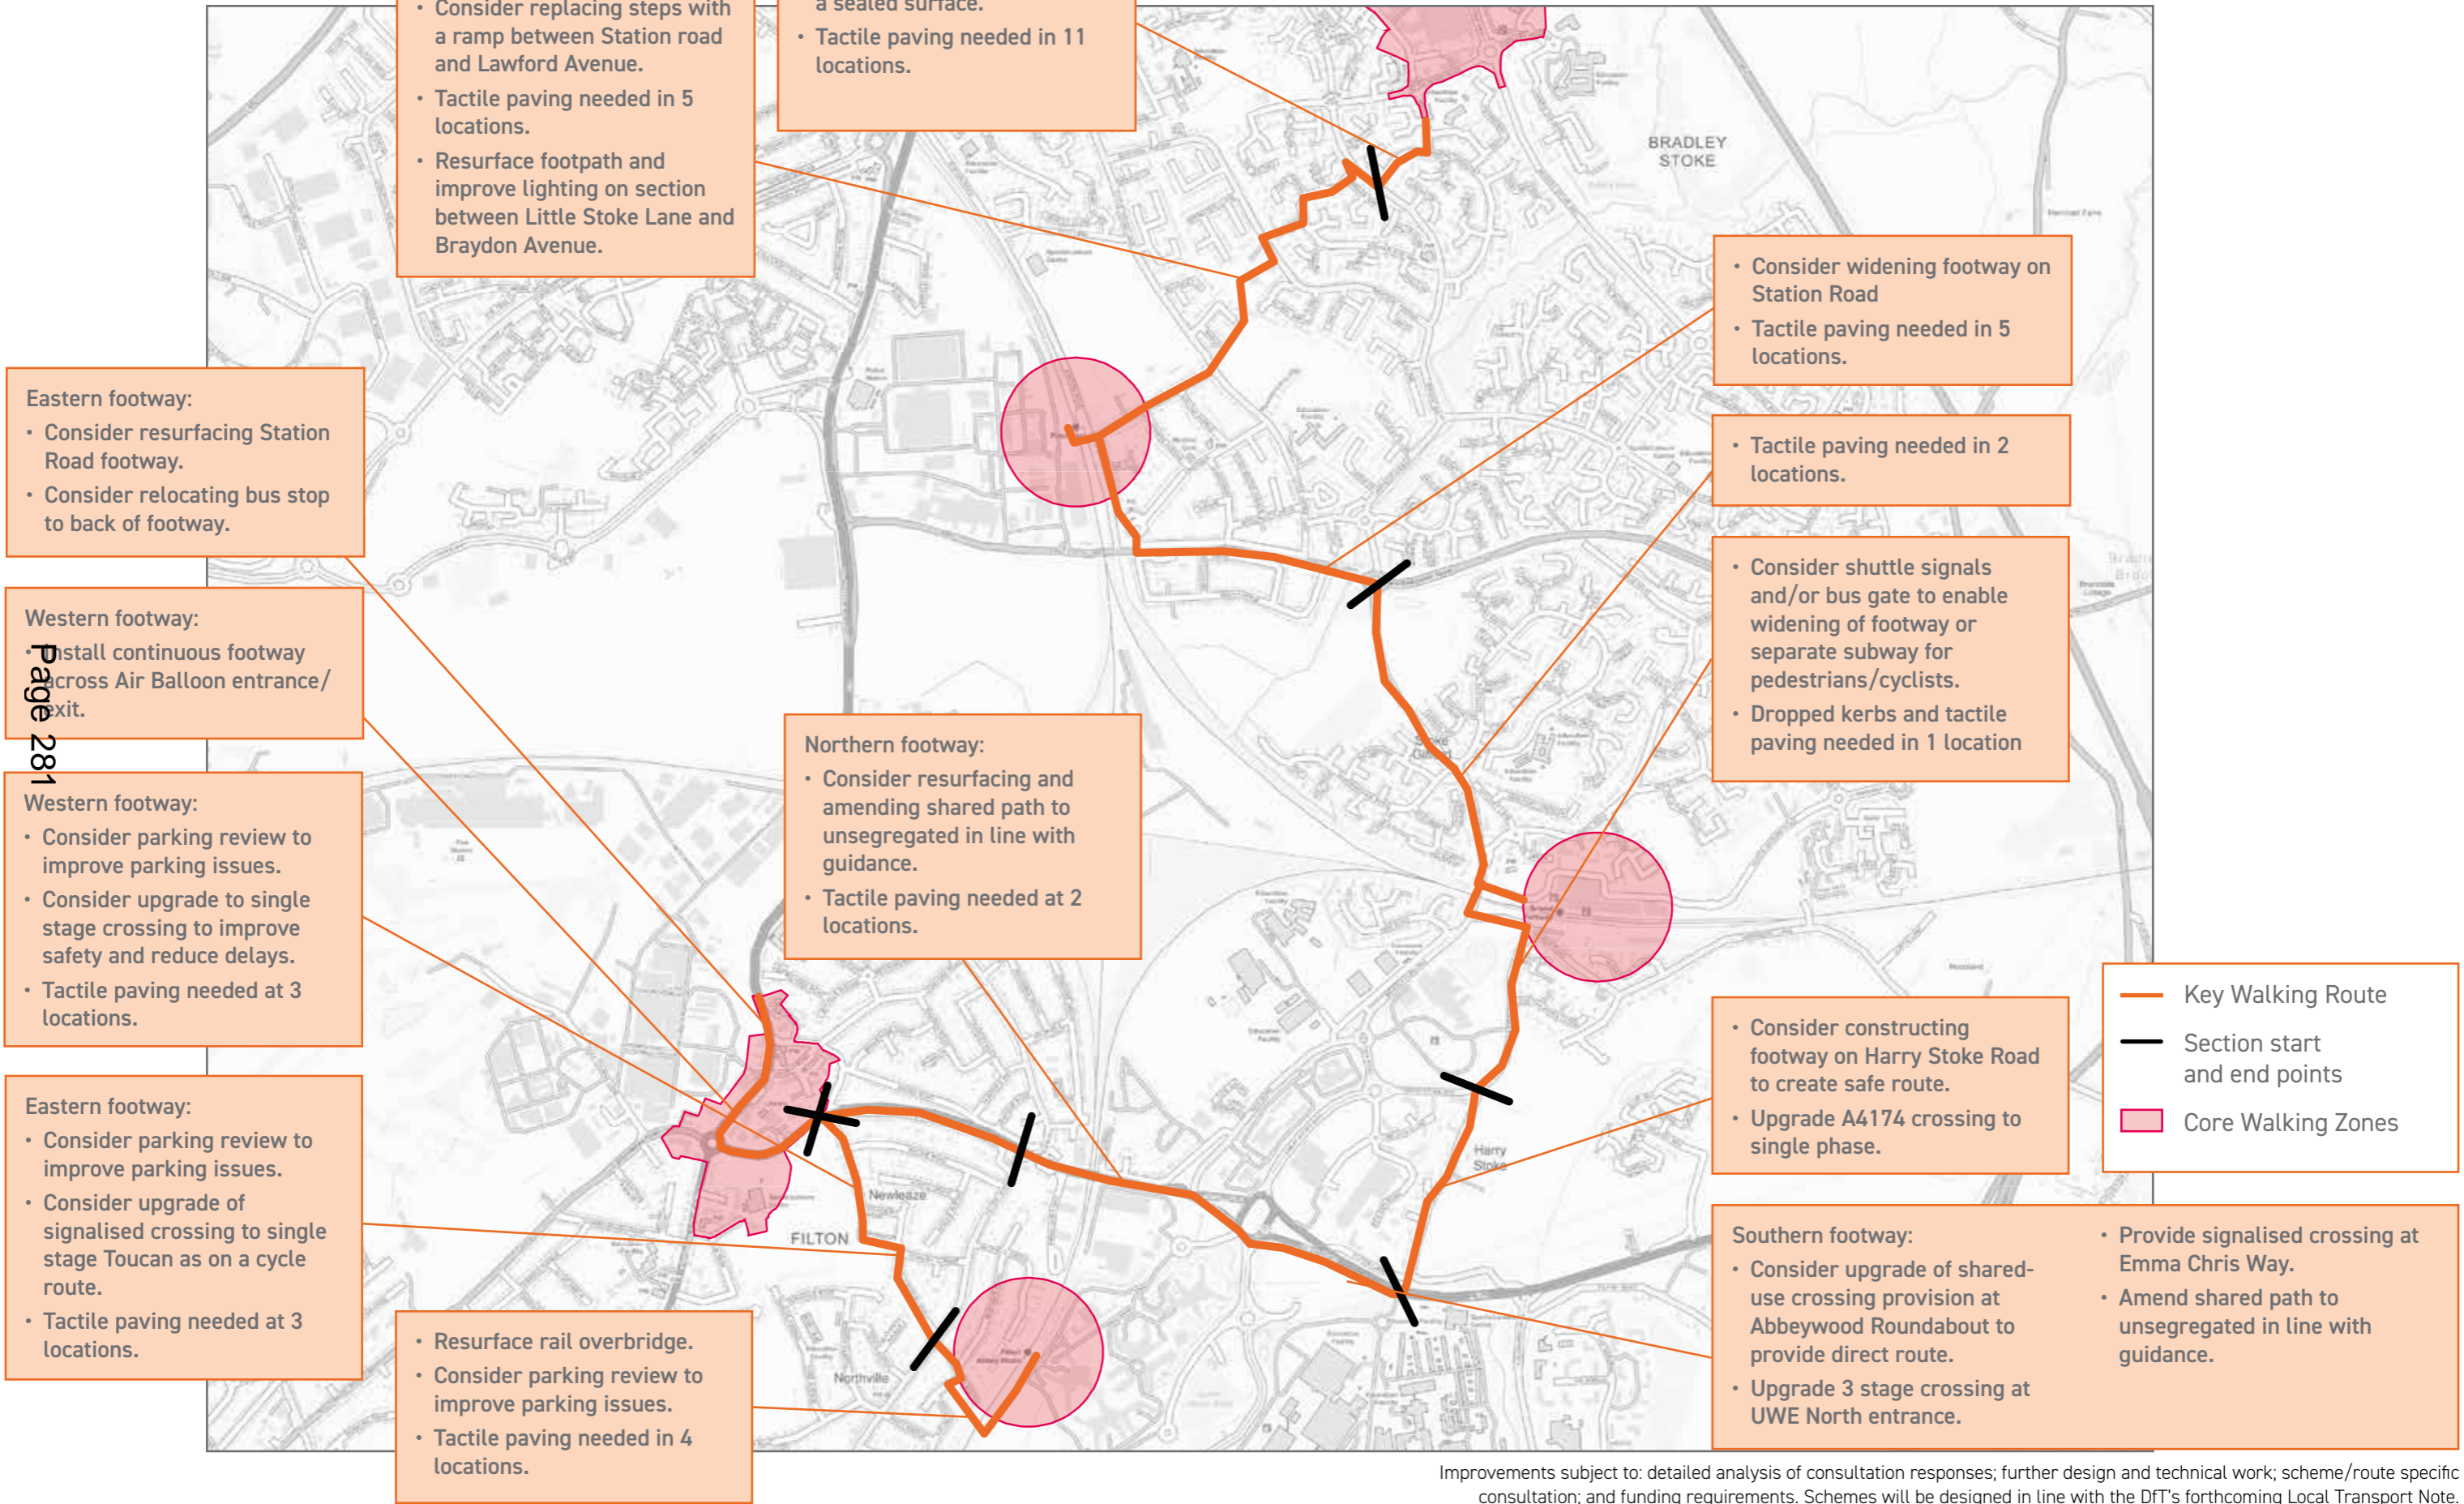 Consider replacing steps with
a ramp between Station road
and Lawford Avenue.
• Tactile paving needed in 5
locations.
• Resurface footpath and
improve lighting on section
between Little Stoke Lane and
Braydon Avenue.
a sealed surface.
• Tactile paving needed in 11
locations.
BRADLEY
STOKE
• Consider widening footway on
Station Road
• Tactile paving needed in 5
locations.
• Tactile paving needed in 2
locations.
• Consider shuttle signals
and/or bus gate to enable
widening of footway or
separate subway for
pedestrians/cyclists.
• Dropped kerbs and tactile
paving needed in 1 location
Eastern footway:
• Consider resurfacing Station
Road footway.
• Consider relocating bus stop
to back of footway.
Western footway:
• Install continuous footway
across Air Balloon entrance/
exit.
Page 281
Western footway:
• Consider parking review to
improve parking issues.
• Consider upgrade to single
stage crossing to improve
safety and reduce delays.
• Tactile paving needed at 3
locations.
Northern footway:
• Consider resurfacing and
amending shared path to
unsegregated in line with
guidance.
• Tactile paving needed at 2
locations.
Stoke
Gifford
Eastern footway:
• Consider parking review to
improve parking issues.
• Consider upgrade of
signalised crossing to single
stage Toucan as on a cycle
route.
• Tactile paving needed at 3
locations.
Newleaze
FILTON
Northville
Harry
Stoke
• Resurface rail overbridge.
• Consider parking review to
improve parking issues.
• Tactile paving needed in 4
locations.
• Consider constructing
footway on Harry Stoke Road
to create safe route.
• Upgrade A4174 crossing to
single phase.
Key Walking Route
Section start
and end points
Core Walking Zones
Southern footway:
• Consider upgrade of shared-
use crossing provision at
Abbeywood Roundabout to
provide direct route.
• Upgrade 3 stage crossing at
UWE North entrance.
• Provide signalised crossing at
Emma Chris Way.
• Amend shared path to
unsegregated in line with
guidance.
Improvements subject to: detailed analysis of consultation responses; further design and technical work; scheme/route specific
consultation; and funding requirements. Schemes will be designed in line with the DfT's forthcoming Local Transport Note.